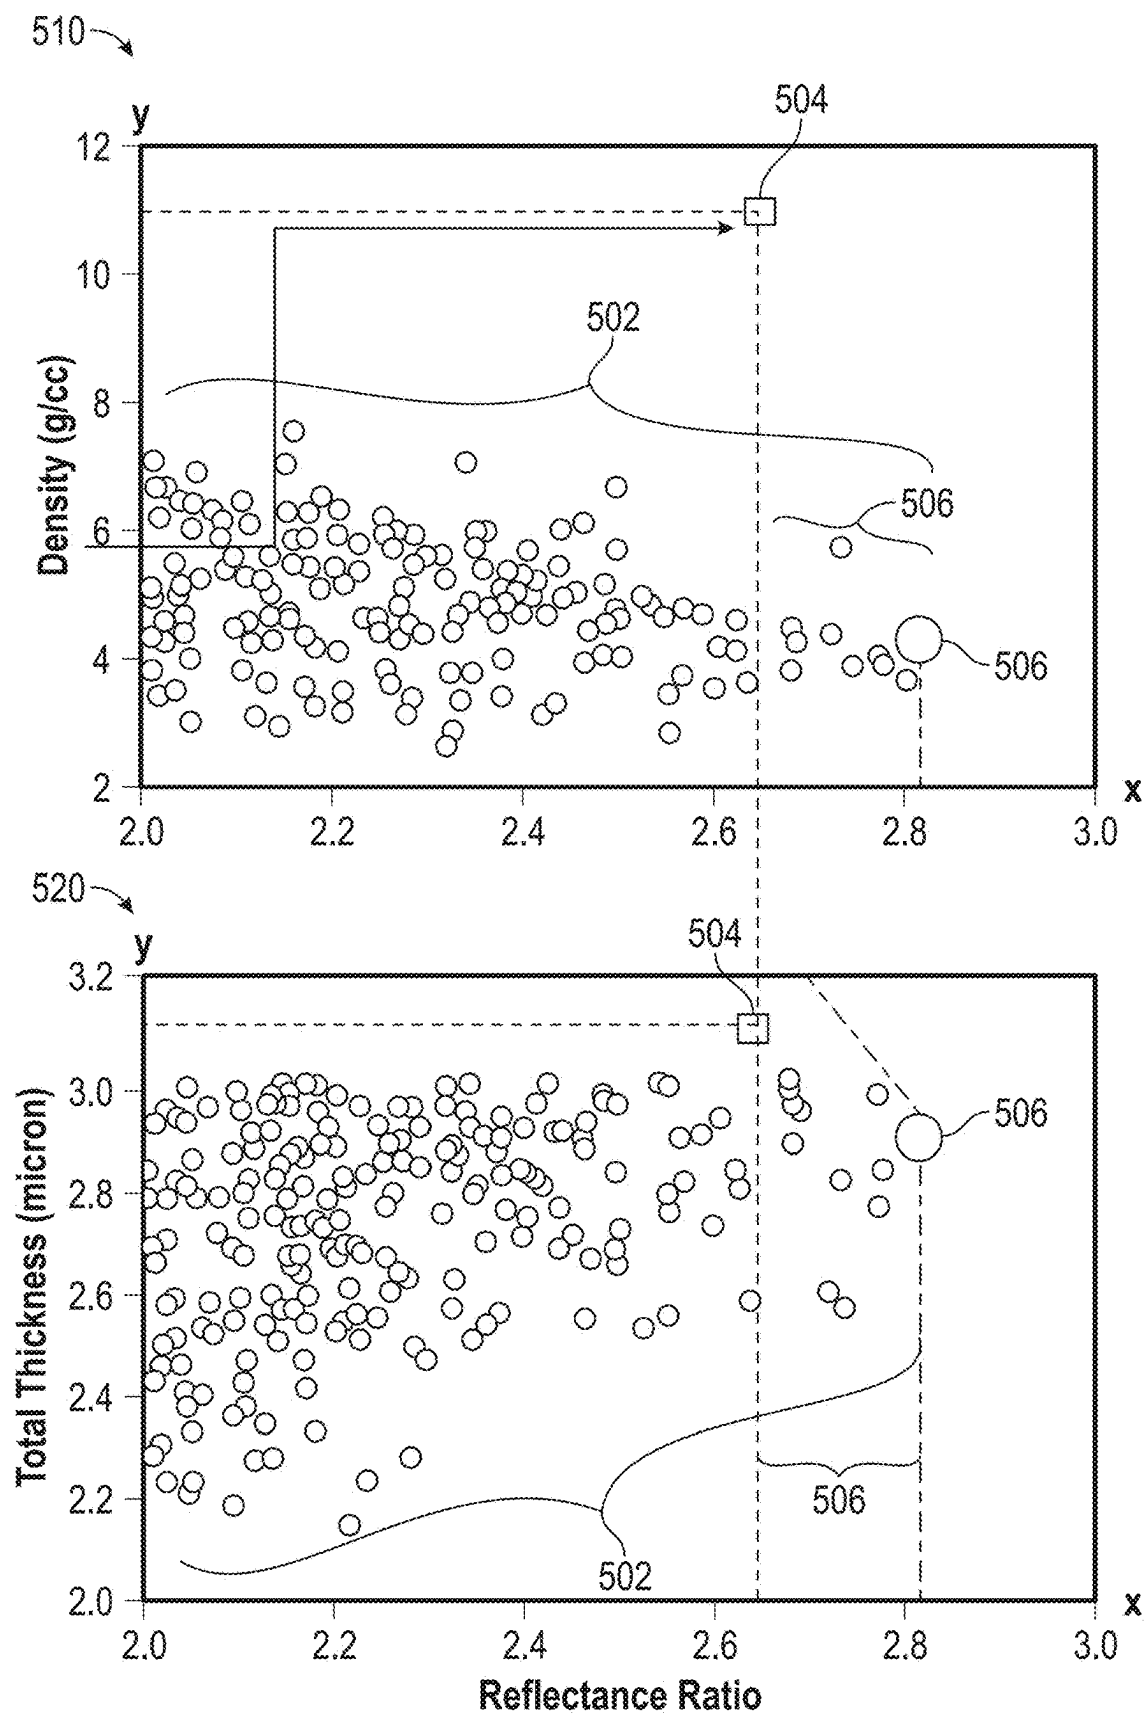 510
504
y
12
10
502
8
506
6
506
4
2
x
2.0 2.2 2.4 2.6 2.8 3.0
Density (g/cc)
520
504
y
3.2
3.0
506
2.8
2.6
2.4
2.2
506
502
2.0
x
2.0 2.2 2.4 2.6 2.8 3.0
Total Thickness (micron)
Reflectance Ratio